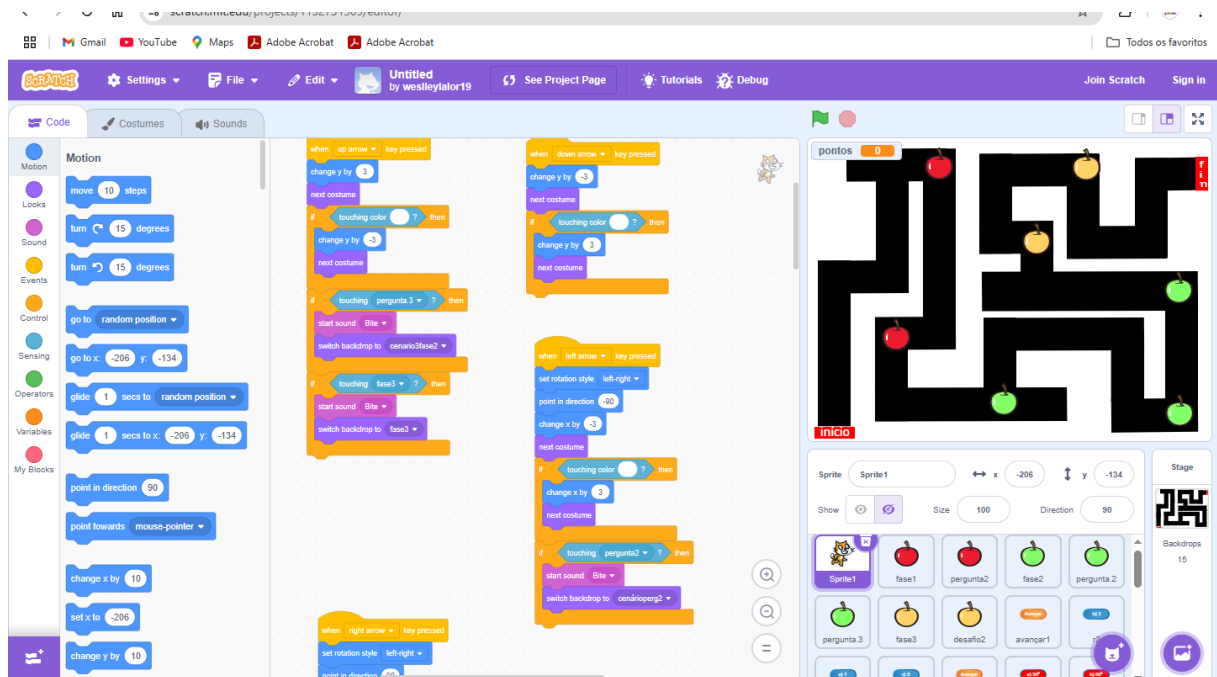 Gmail YouTube Maps Adobe Acrobat Adobe Acrobat Todos os favoritos
SCRATCH Settings File Edit Untitled by weslleylalor19 See Project Page Tutorials Debug Join Scratch Sign in
Code Costumes Sounds
Motion
Looks
Sound
Events
Control
Sensing
Operators
Variables
My Blocks
Motion
move 10 steps
turn 15 degrees
turn 15 degrees
go to random position
go to x: -206 y: -134
glide 1 secs to random position
glide 1 secs to x: -206 y: -134
point in direction 90
point towards mouse-pointer
change x by 10
set x to -206
change y by 10
when up arrow key pressed
change y by 3
next costume
if touching color ? then
change y by -3
next costume
if touching pergunta.3 ? then
start sound Bite
switch backdrop to cenario3fase2
if touching fase3 ? then
start sound Bite
switch backdrop to fase3
when right arrow key pressed
set rotation style left-right
when down arrow key pressed
change y by -3
next costume
if touching color ? then
change y by 3
next costume
when left arrow key pressed
set rotation style left-right
point in direction -90
change x by -3
next costume
if touching color ? then
change x by 3
next costume
if touching pergunta2 ? then
start sound Bite
switch backdrop to cenárioperg2
pontos 0
fin
início
Sprite Sprite1 x -206 y -134
Show Size 100 Direction 90
Sprite1 fase1 pergunta2 fase2 pergunta.2
pergunta.3 fase3 desafio2 avançar1
Stage
Backdrops
15